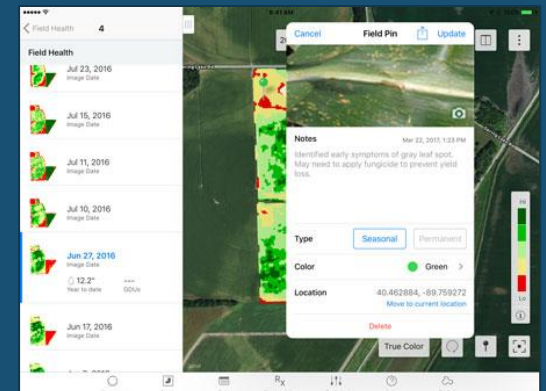 9:41 AM
Field Health
4
Field Health
Jul 23, 2016
Image Date
Jul 15, 2016
Image Date
Jul 11, 2016
Image Date
Jul 10, 2016
Image Date
Jun 27, 2016
Image Date
12.2"
---
Year to date
GDUs
Jun 17, 2016
Image Date
Cancel
Field Pin
Update
Notes
Mar 22, 2017, 1:23 PM
Identified early symptoms of gray leaf spot.
May need to apply fungicide to prevent yield
loss.
Type
Seasonal
Permanent
Color
Green
Location
40.462884, -89.759272
Move to current location
Delete
True Color
Hi
Lo
Rx